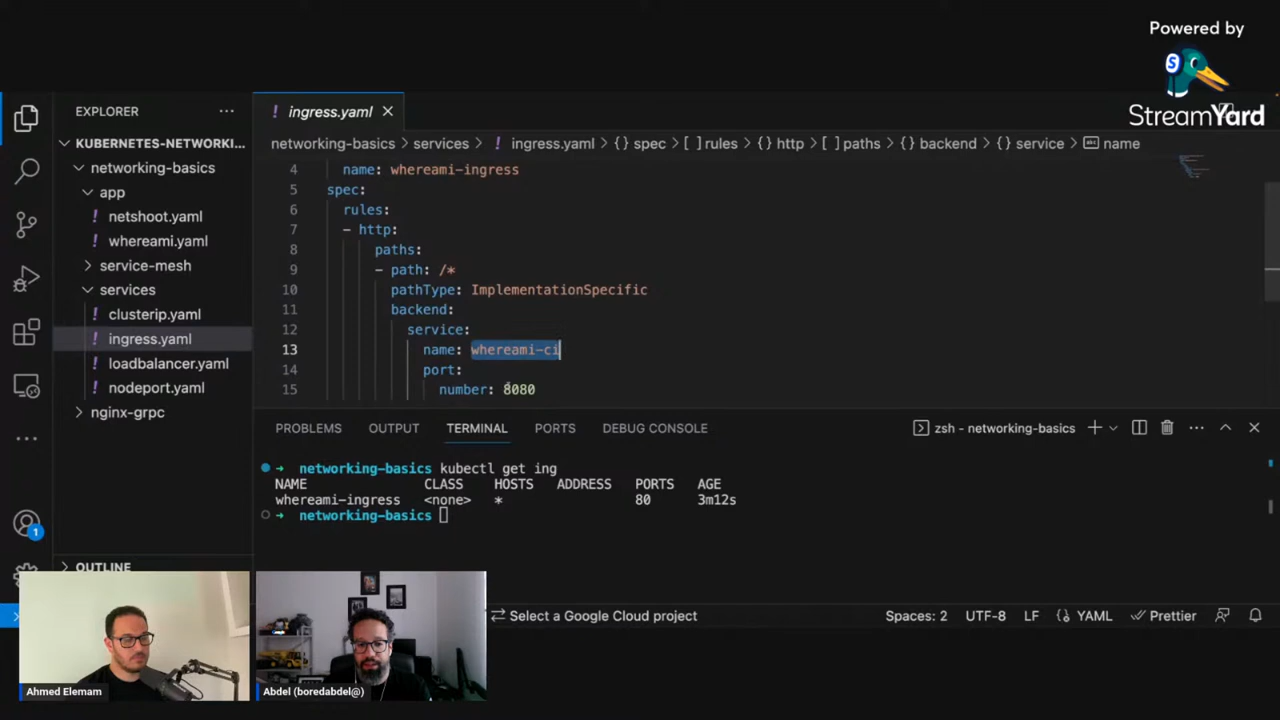 Powered by
StreamYard
EXPLORER
KUBERNETES-NETWORKI...
networking-basics
app
! netshoot.yaml
! whereami.yaml
service-mesh
services
! clusterip.yaml
! ingress.yaml
! loadbalancer.yaml
! nodeport.yaml
nginx-grpc
OUTLINE
1
! ingress.yaml
networking-basics > services > ! ingress.yaml > {} spec > [ ] rules > {} http > [ ] paths > {} backend > {} service > name
4 name: whereami-ingress
5 spec:
6 rules:
7 - http:
8 paths:
9 - path: /*
10 pathType: ImplementationSpecific
11 backend:
12 service:
13 name: whereami-ci
14 port:
15 number: 8080
PROBLEMS OUTPUT TERMINAL PORTS DEBUG CONSOLE
zsh - networking-basics
networking-basics kubectl get ing
NAME CLASS HOSTS ADDRESS PORTS AGE
whereami-ingress <none> * 80 3m12s
networking-basics
Select a Google Cloud project
Spaces: 2 UTF-8 LF {} YAML Prettier
Ahmed Elemam
Abdel (boredabdel@)